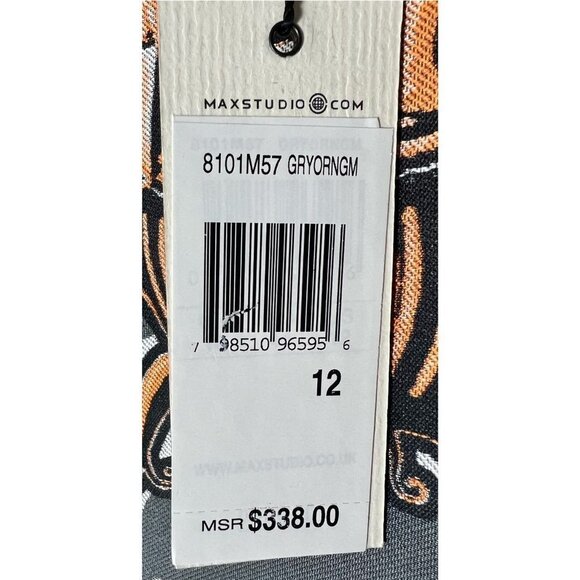 MAXSTUDIO COM
8101M57 GRYORNGM
7 98510 96595 6
12
WWW.MAXSTUDIO.CO.UK
MSR $338.00